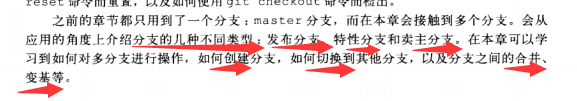 reset 命令而重置，以及如何使用 git checkout 命令而检出。
之前的章节都只用到了一个分支：master 分支，而在本章会接触到多个分支。会从
应用的角度上介绍分支的几种不同类型：发布分支、特性分支和卖主分支。在本章可以学
习到如何对多分支进行操作，如何创建分支，如何切换到其他分支，以及分支之间的合并、
变基等。